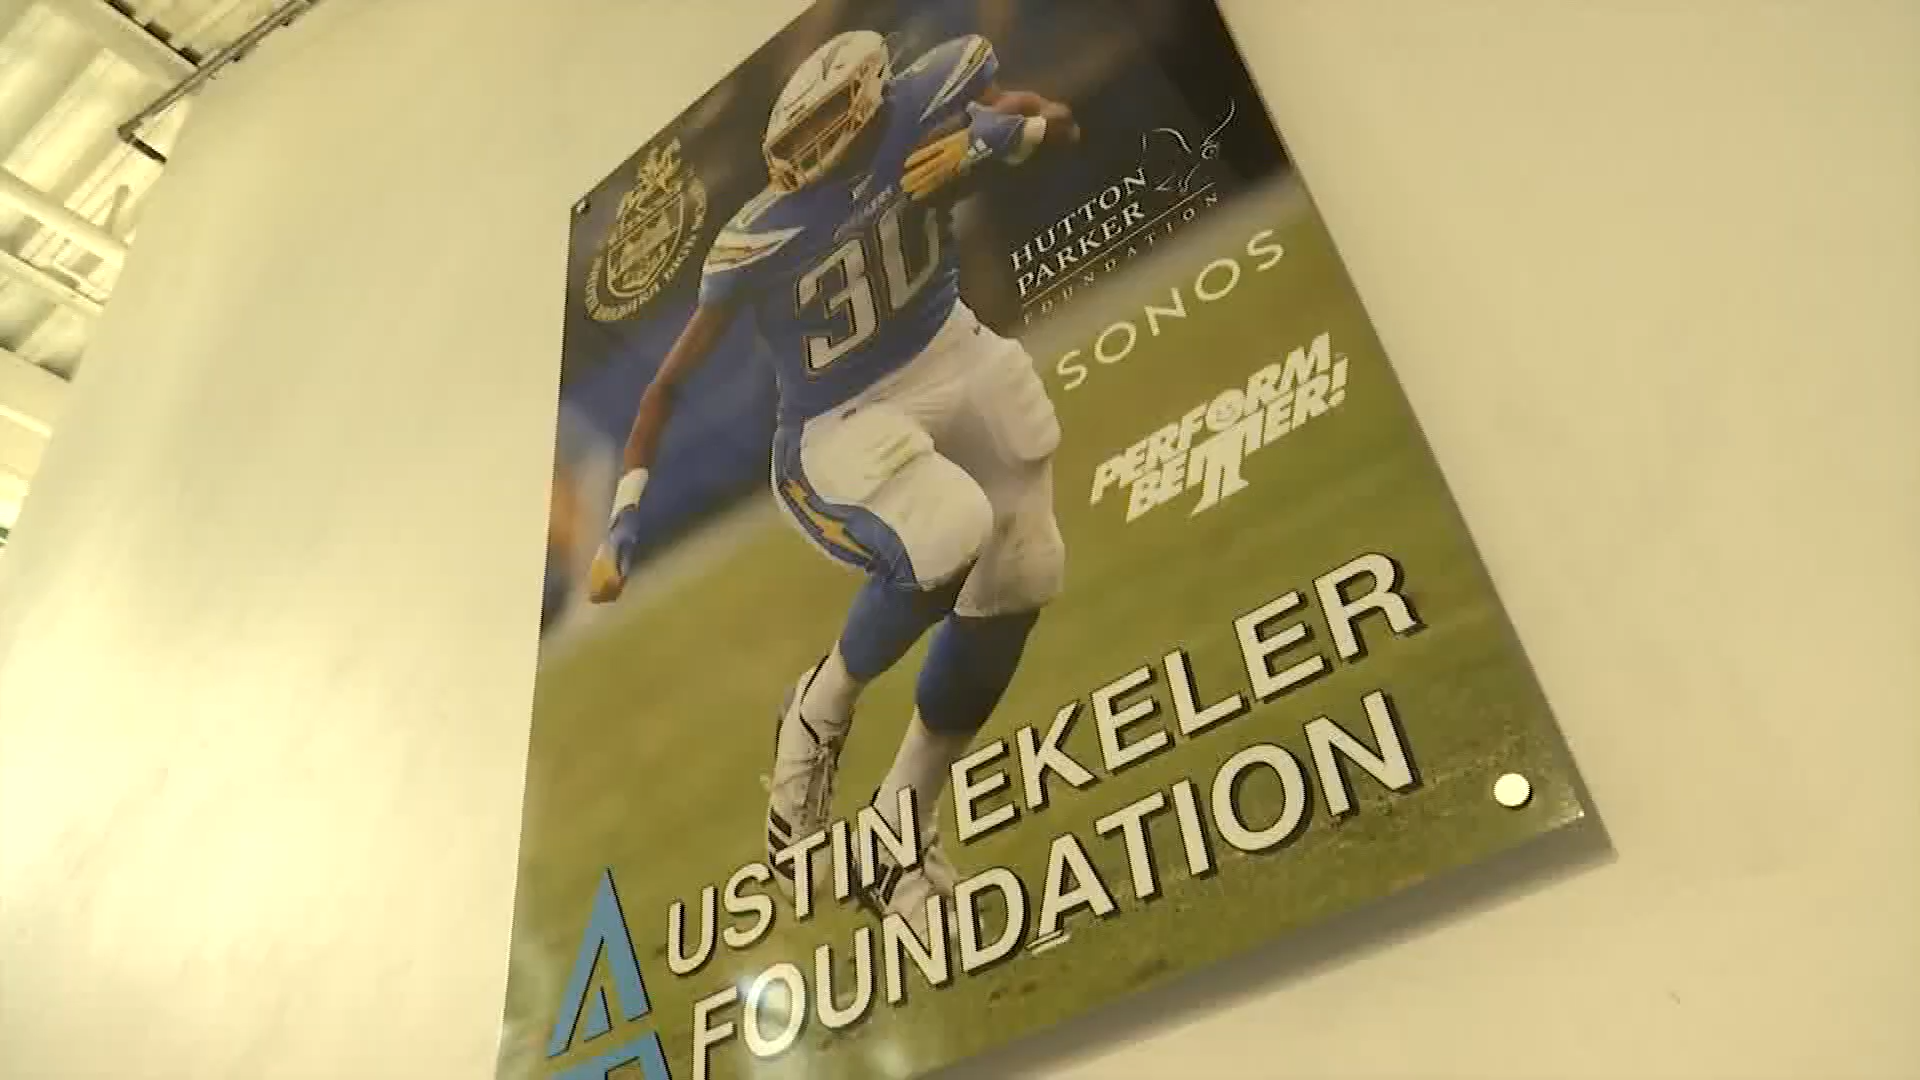 HUTTON
PARKER
FOUNDATION
SONOS
PERFORM
BETTER!
30
AUSTIN EKELER
FOUNDATION